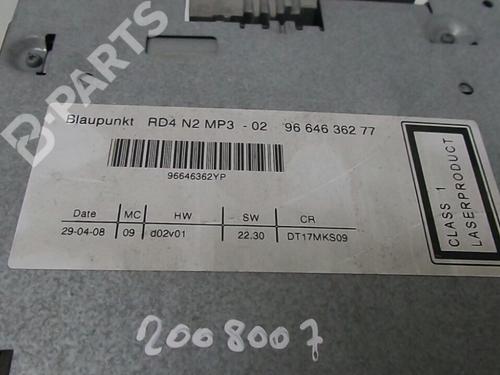 B-PARTS
Blaupunkt RD4 N2 MP3 - 02 96 646 362 77
96646362YP
Date MC HW SW CR
29-04-08 09 d02v01 22.30 DT17MKS09
CLASS 1
LASERPRODUCT
2008007